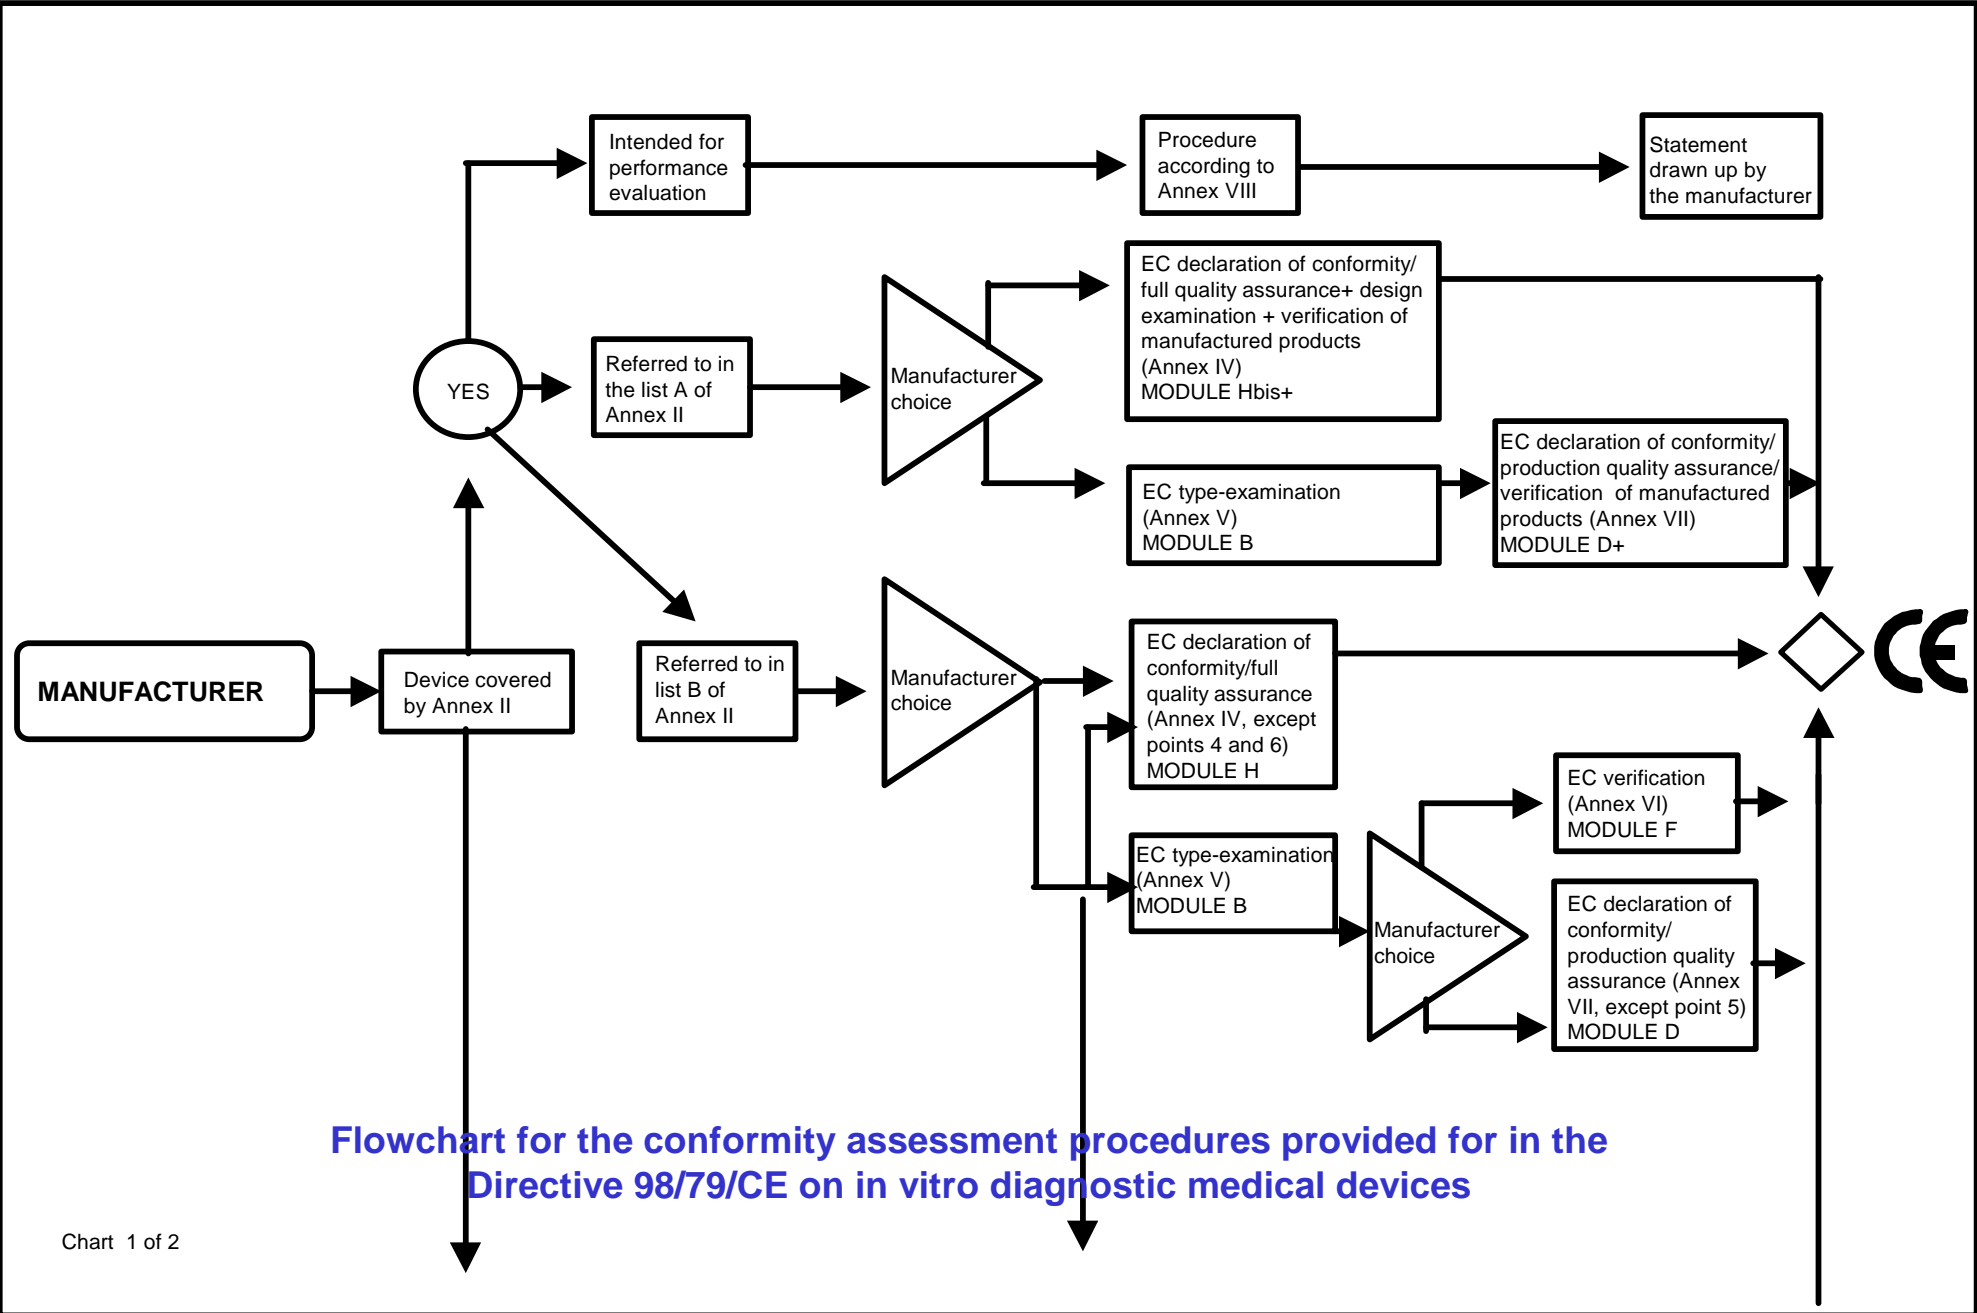 Intended for
performance
evaluation
Procedure
according to
Annex VIII
Statement
drawn up by
the manufacturer
YES
Referred to in
the list A of
Annex II
Manufacturer
choice
EC declaration of conformity/
full quality assurance+ design
examination + verification of
manufactured products
(Annex IV)
MODULE Hbis+
EC type-examination
(Annex V)
MODULE B
EC declaration of conformity/
production quality assurance/
verification of manufactured
products (Annex VII)
MODULE D+
MANUFACTURER
Device covered
by Annex II
Referred to in
list B of
Annex II
Manufacturer
choice
EC declaration of
conformity/full
quality assurance
(Annex IV, except
points 4 and 6)
MODULE H
CE
EC type-examination
(Annex V)
MODULE B
Manufacturer
choice
EC verification
(Annex VI)
MODULE F
EC declaration of
conformity/
production quality
assurance (Annex
VII, except point 5)
MODULE D
Flowchart for the conformity assessment procedures provided for in the
Directive 98/79/CE on in vitro diagnostic medical devices
Chart 1 of 2